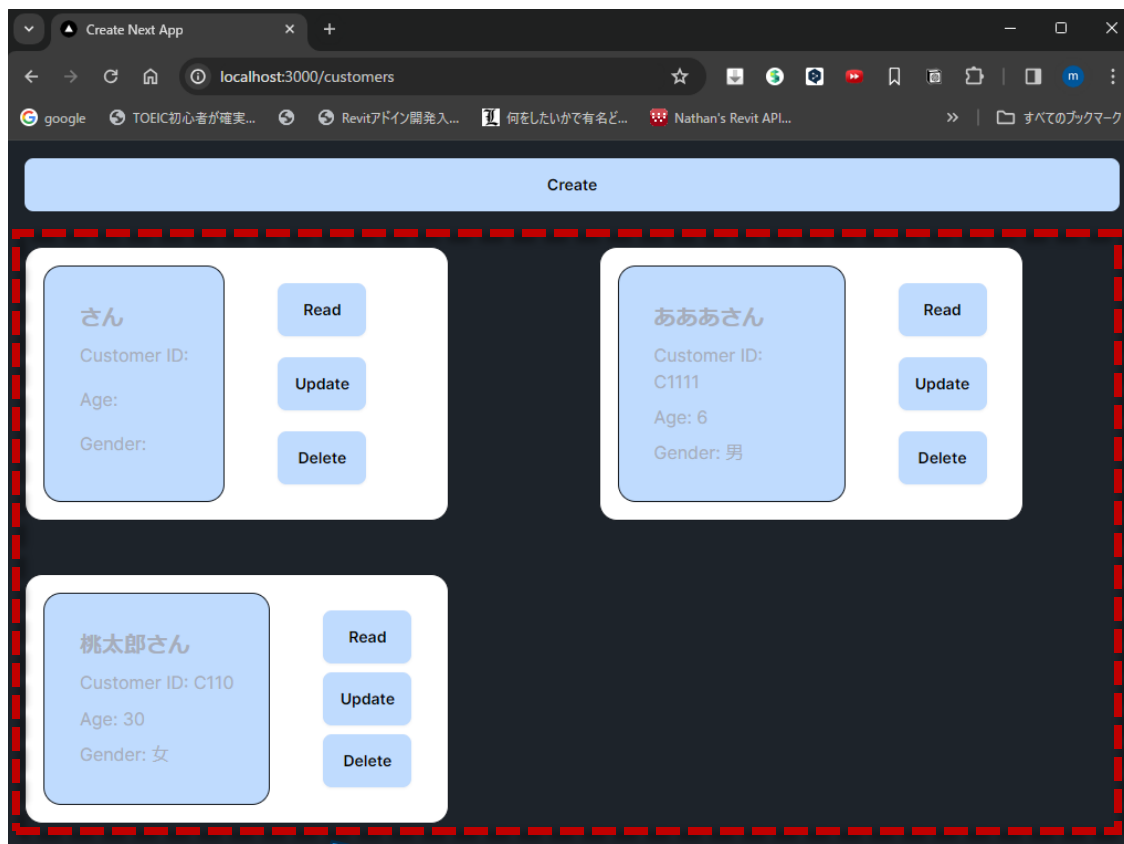 Create Next App
localhost:3000/customers
m
google
TOEIC初心者が確実...
Revitアドイン開発入...
何をしたいかで有名ど...
Nathan's Revit API...
すべてのブックマーク
Create
さん
Customer ID:
Age:
Gender:
Read
Update
Delete
あああさん
Customer ID:
C1111
Age: 6
Gender: 男
Read
Update
Delete
桃太郎さん
Customer ID: C110
Age: 30
Gender: 女
Read
Update
Delete